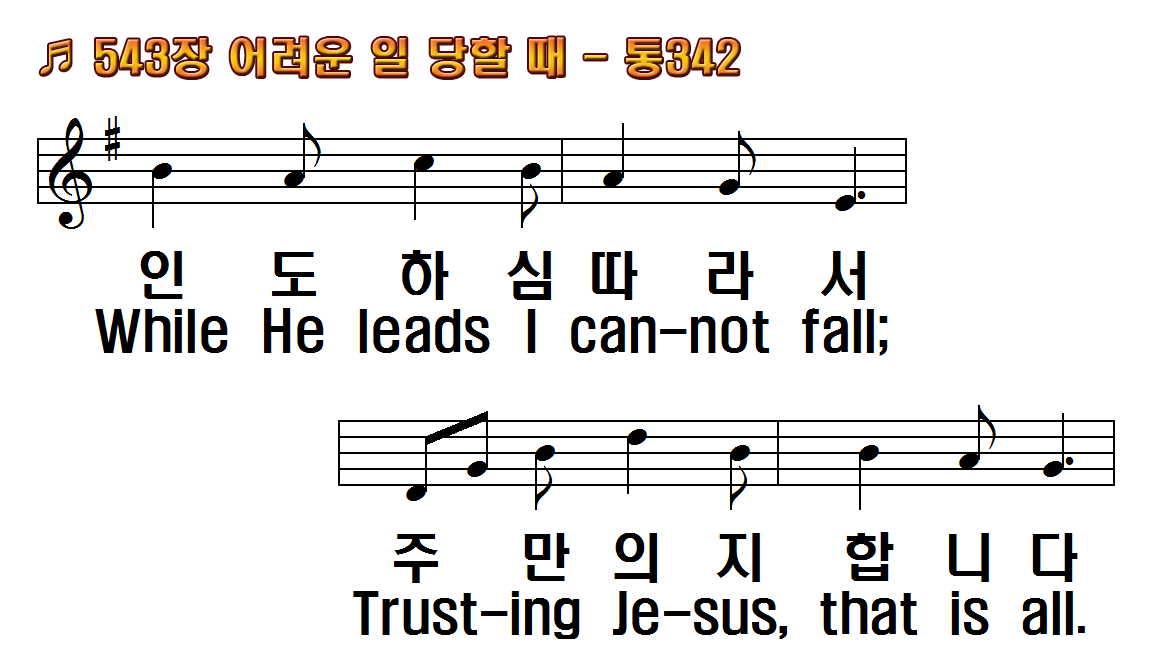 ♬ 543장 어려운 일 당할 때 - 통342
인 도 하 심 따 라 서
While He leads I can-not fall;
주 만 의 지 합 니 다
Trust-ing Je-sus, that is all.